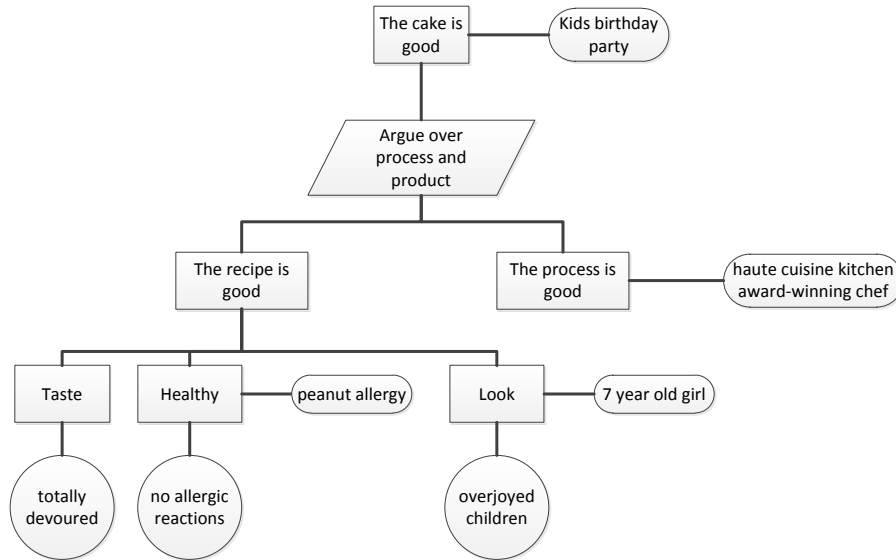 The cake is
good
Kids birthday
party
Argue over
process and
product
The recipe is
good
The process is
good
haute cuisine kitchen
award-winning chef
Taste
Healthy
peanut allergy
Look
7 year old girl
totally
devoured
no allergic
reactions
overjoyed
children